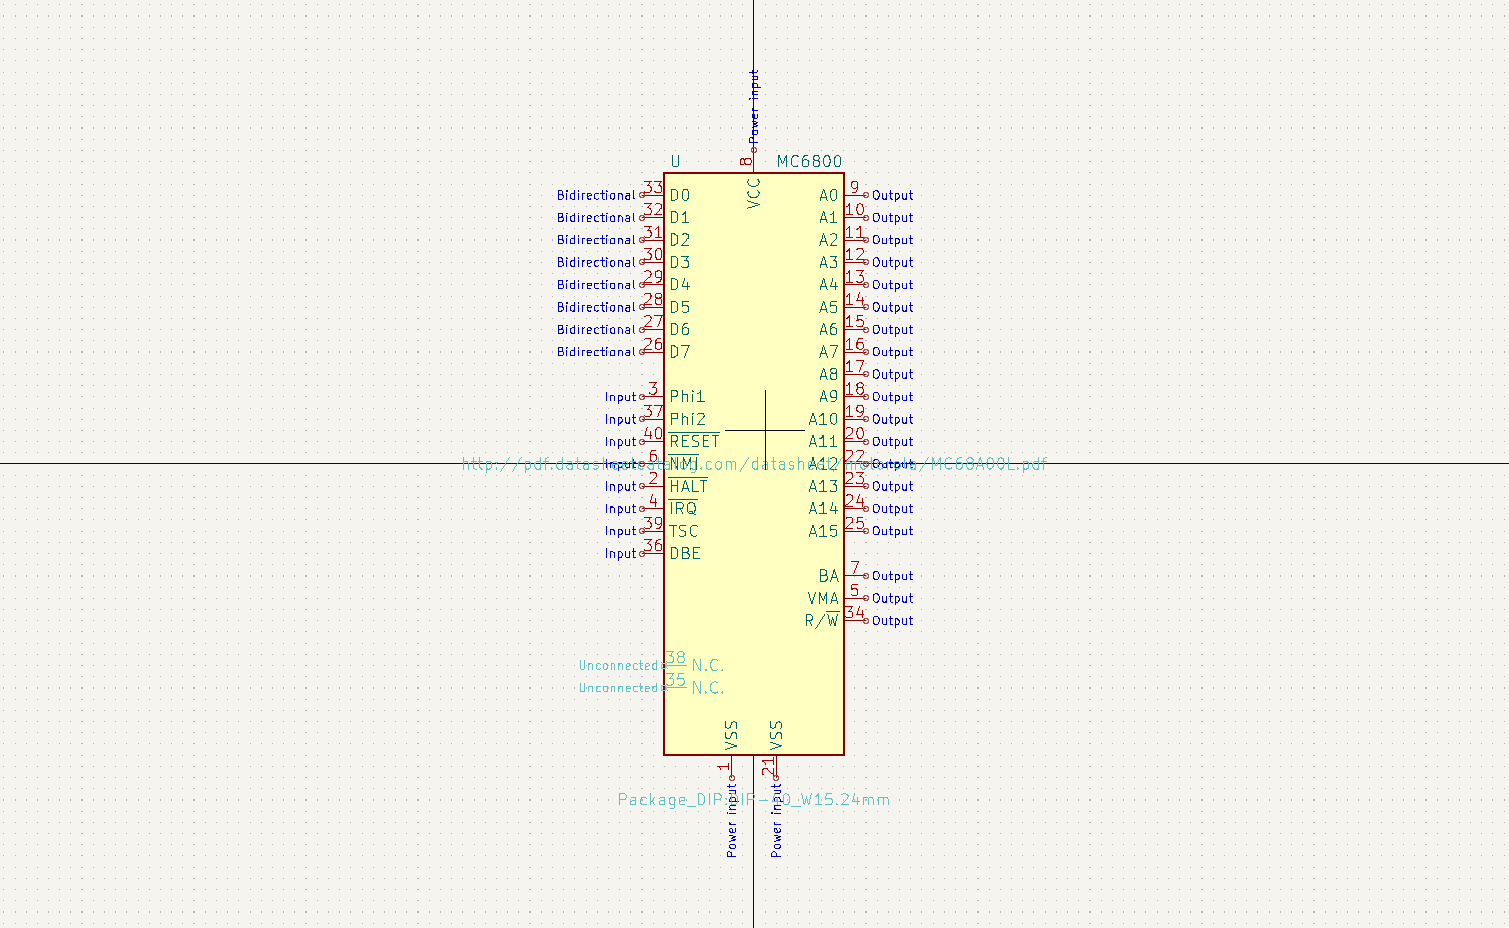 Power input
8
U MC6800
VCC
Bidirectional 33 D0 A0 9 Output
Bidirectional 32 D1 A1 10 Output
Bidirectional 31 D2 A2 11 Output
Bidirectional 30 D3 A3 12 Output
Bidirectional 29 D4 A4 13 Output
Bidirectional 28 D5 A5 14 Output
Bidirectional 27 D6 A6 15 Output
Bidirectional 26 D7 A7 16 Output
A8 17 Output
Input 3 Phi1 A9 18 Output
Input 37 Phi2 A10 19 Output
Input 40 RESET A11 20 Output
Input 6 NMI A12 22 Output
http://pdf.datasheetcatalog.com/datasheet/motorola/MC68A00L.pdf
Input 2 HALT A13 23 Output
Input 4 IRQ A14 24 Output
Input 39 TSC A15 25 Output
Input 36 DBE
BA 7 Output
VMA 5 Output
R/W 34 Output
Unconnected 38 N.C.
Unconnected 35 N.C.
VSS VSS
1 21
Package_DIP:DIP-40_W15.24mm
Power input Power input